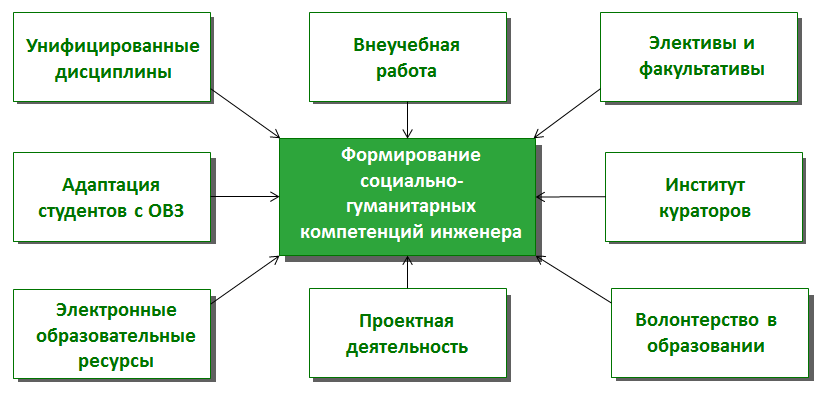 Унифицированные
дисциплины
Внеучебная
работа
Элективы и
факультативы
Адаптация
студентов с ОВЗ
Формирование
социально-
гуманитарных
компетенций инженера
Институт
кураторов
Электронные
образовательные
ресурсы
Проектная
деятельность
Волонтерство в
образовании